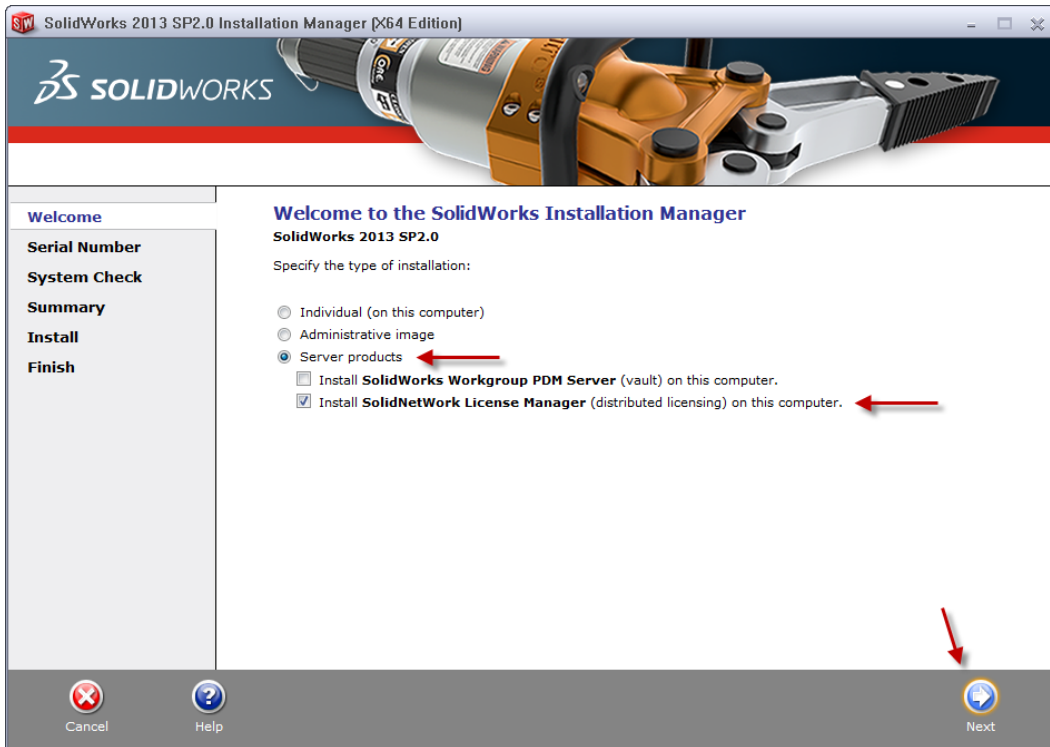 SolidWorks 2013 SP2.0 Installation Manager (X64 Edition)
SOLIDWORKS
Welcome
Serial Number
System Check
Summary
Install
Finish
Welcome to the SolidWorks Installation Manager
SolidWorks 2013 SP2.0
Specify the type of installation:
Individual (on this computer)
Administrative image
Server products
Install SolidWorks Workgroup PDM Server (vault) on this computer.
Install SolidNetWork License Manager (distributed licensing) on this computer.
Cancel
Help
Next